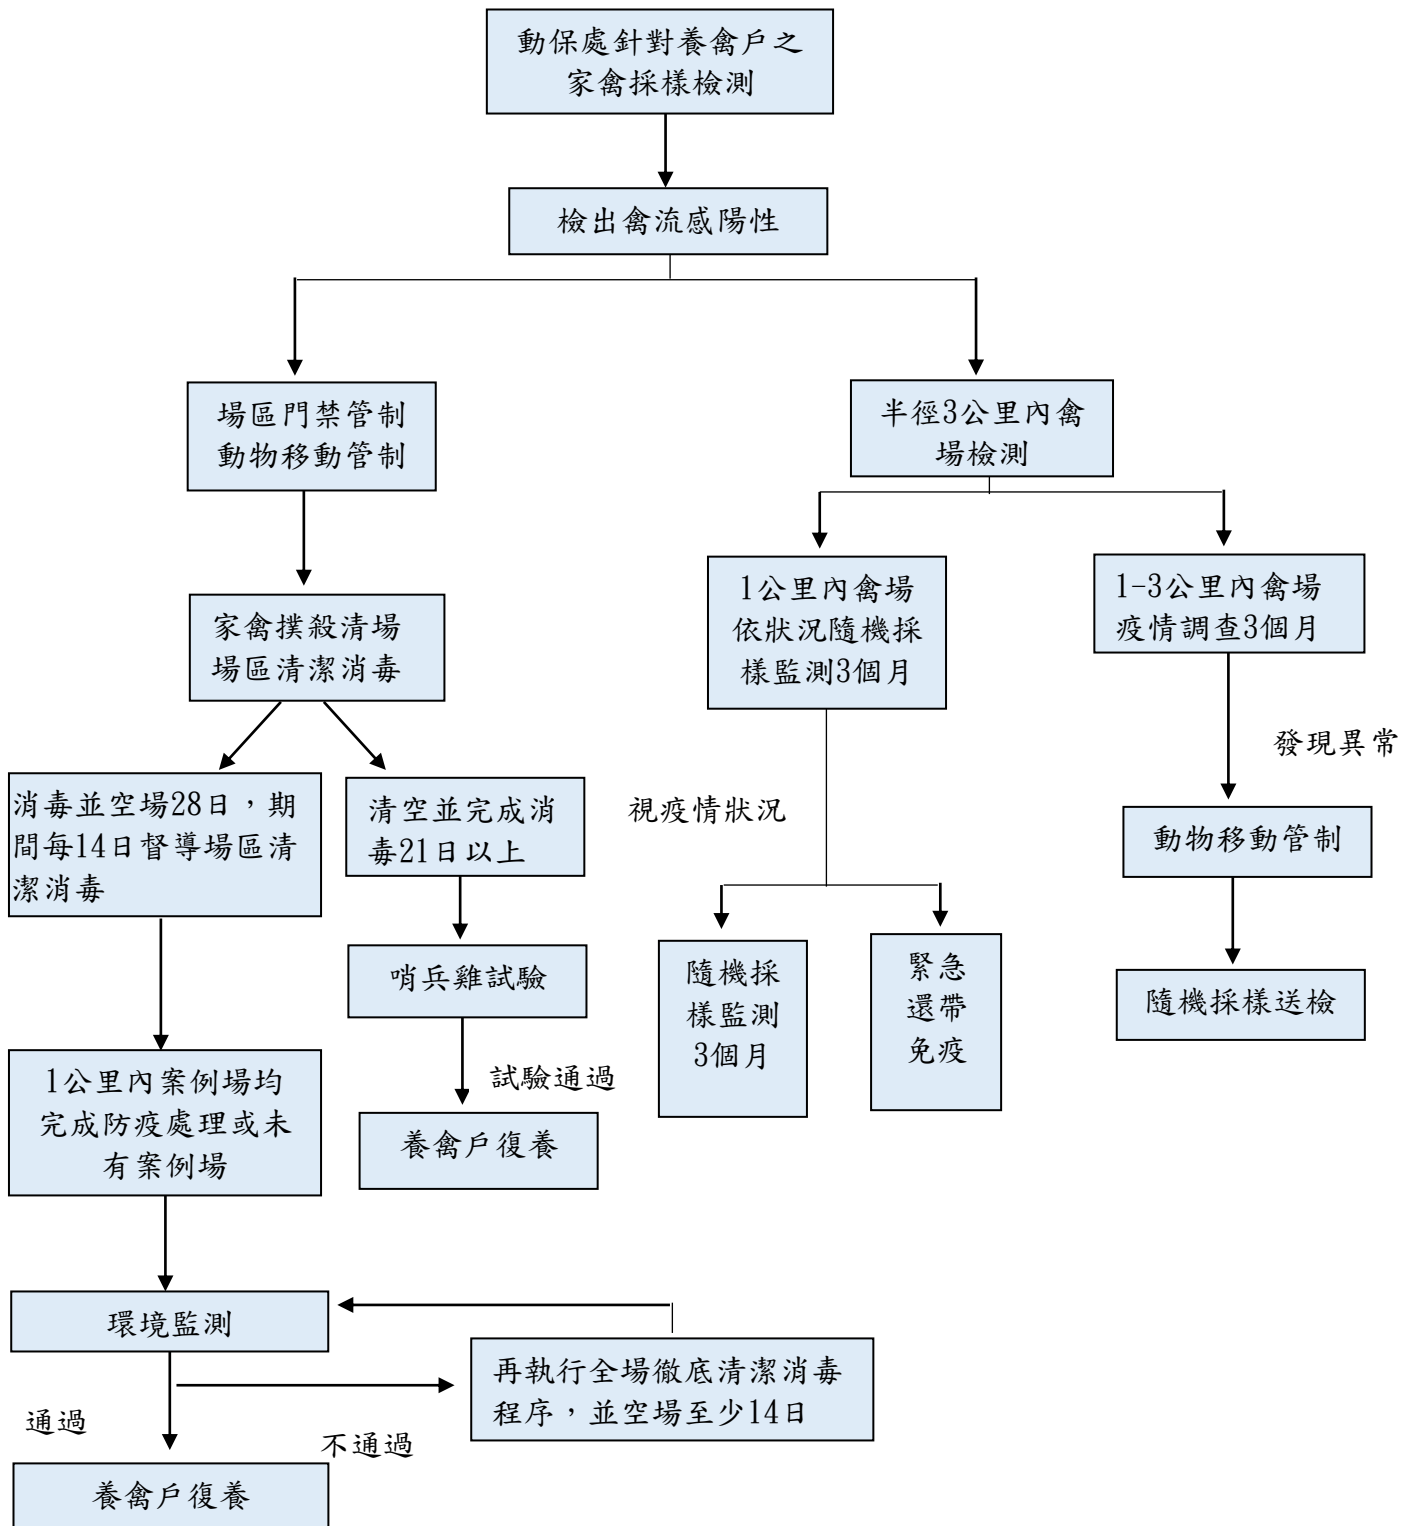 動保處針對養禽戶之
家禽採樣檢測
檢出禽流感陽性
場區門禁管制
動物移動管制
半徑3公里內禽
場檢測
1公里內禽場
依狀況隨機採
樣監測3個月
1-3公里內禽場
疫情調查3個月
家禽撲殺清場
場區清潔消毒
發現異常
消毒並空場28日，期
間每14日督導場區清
潔消毒
清空並完成消
毒21日以上
視疫情狀況
動物移動管制
哨兵雞試驗
隨機採
樣監測
3個月
緊急
還帶
免疫
隨機採樣送檢
1公里內案例場均
完成防疫處理或未
有案例場
試驗通過
養禽戶復養
環境監測
再執行全場徹底清潔消毒
程序，並空場至少14日
通過
不通過
養禽戶復養